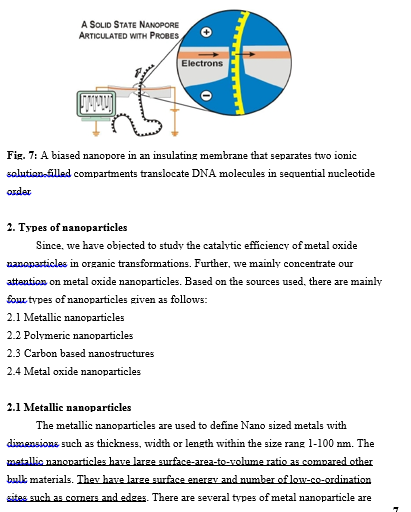 A SOLID STATE NANOPORE
ARTICULATED WITH PROBES
+
Electrons
−
Fig. 7: A biased nanopore in an insulating membrane that separates two ionic
solution-filled compartments translocate DNA molecules in sequential nucleotide
order
2. Types of nanoparticles
Since, we have objected to study the catalytic efficiency of metal oxide
nanoparticles in organic transformations. Further, we mainly concentrate our
attention on metal oxide nanoparticles. Based on the sources used, there are mainly
four types of nanoparticles given as follows:
2.1 Metallic nanoparticles
2.2 Polymeric nanoparticles
2.3 Carbon based nanostructures
2.4 Metal oxide nanoparticles
2.1 Metallic nanoparticles
The metallic nanoparticles are used to define Nano sized metals with
dimensions such as thickness, width or length within the size rang 1-100 nm. The
metallic nanoparticles have large surface-area-to-volume ratio as compared other
bulk materials. They have large surface energy and number of low-co-ordination
sites such as corners and edges. There are several types of metal nanoparticle are
7